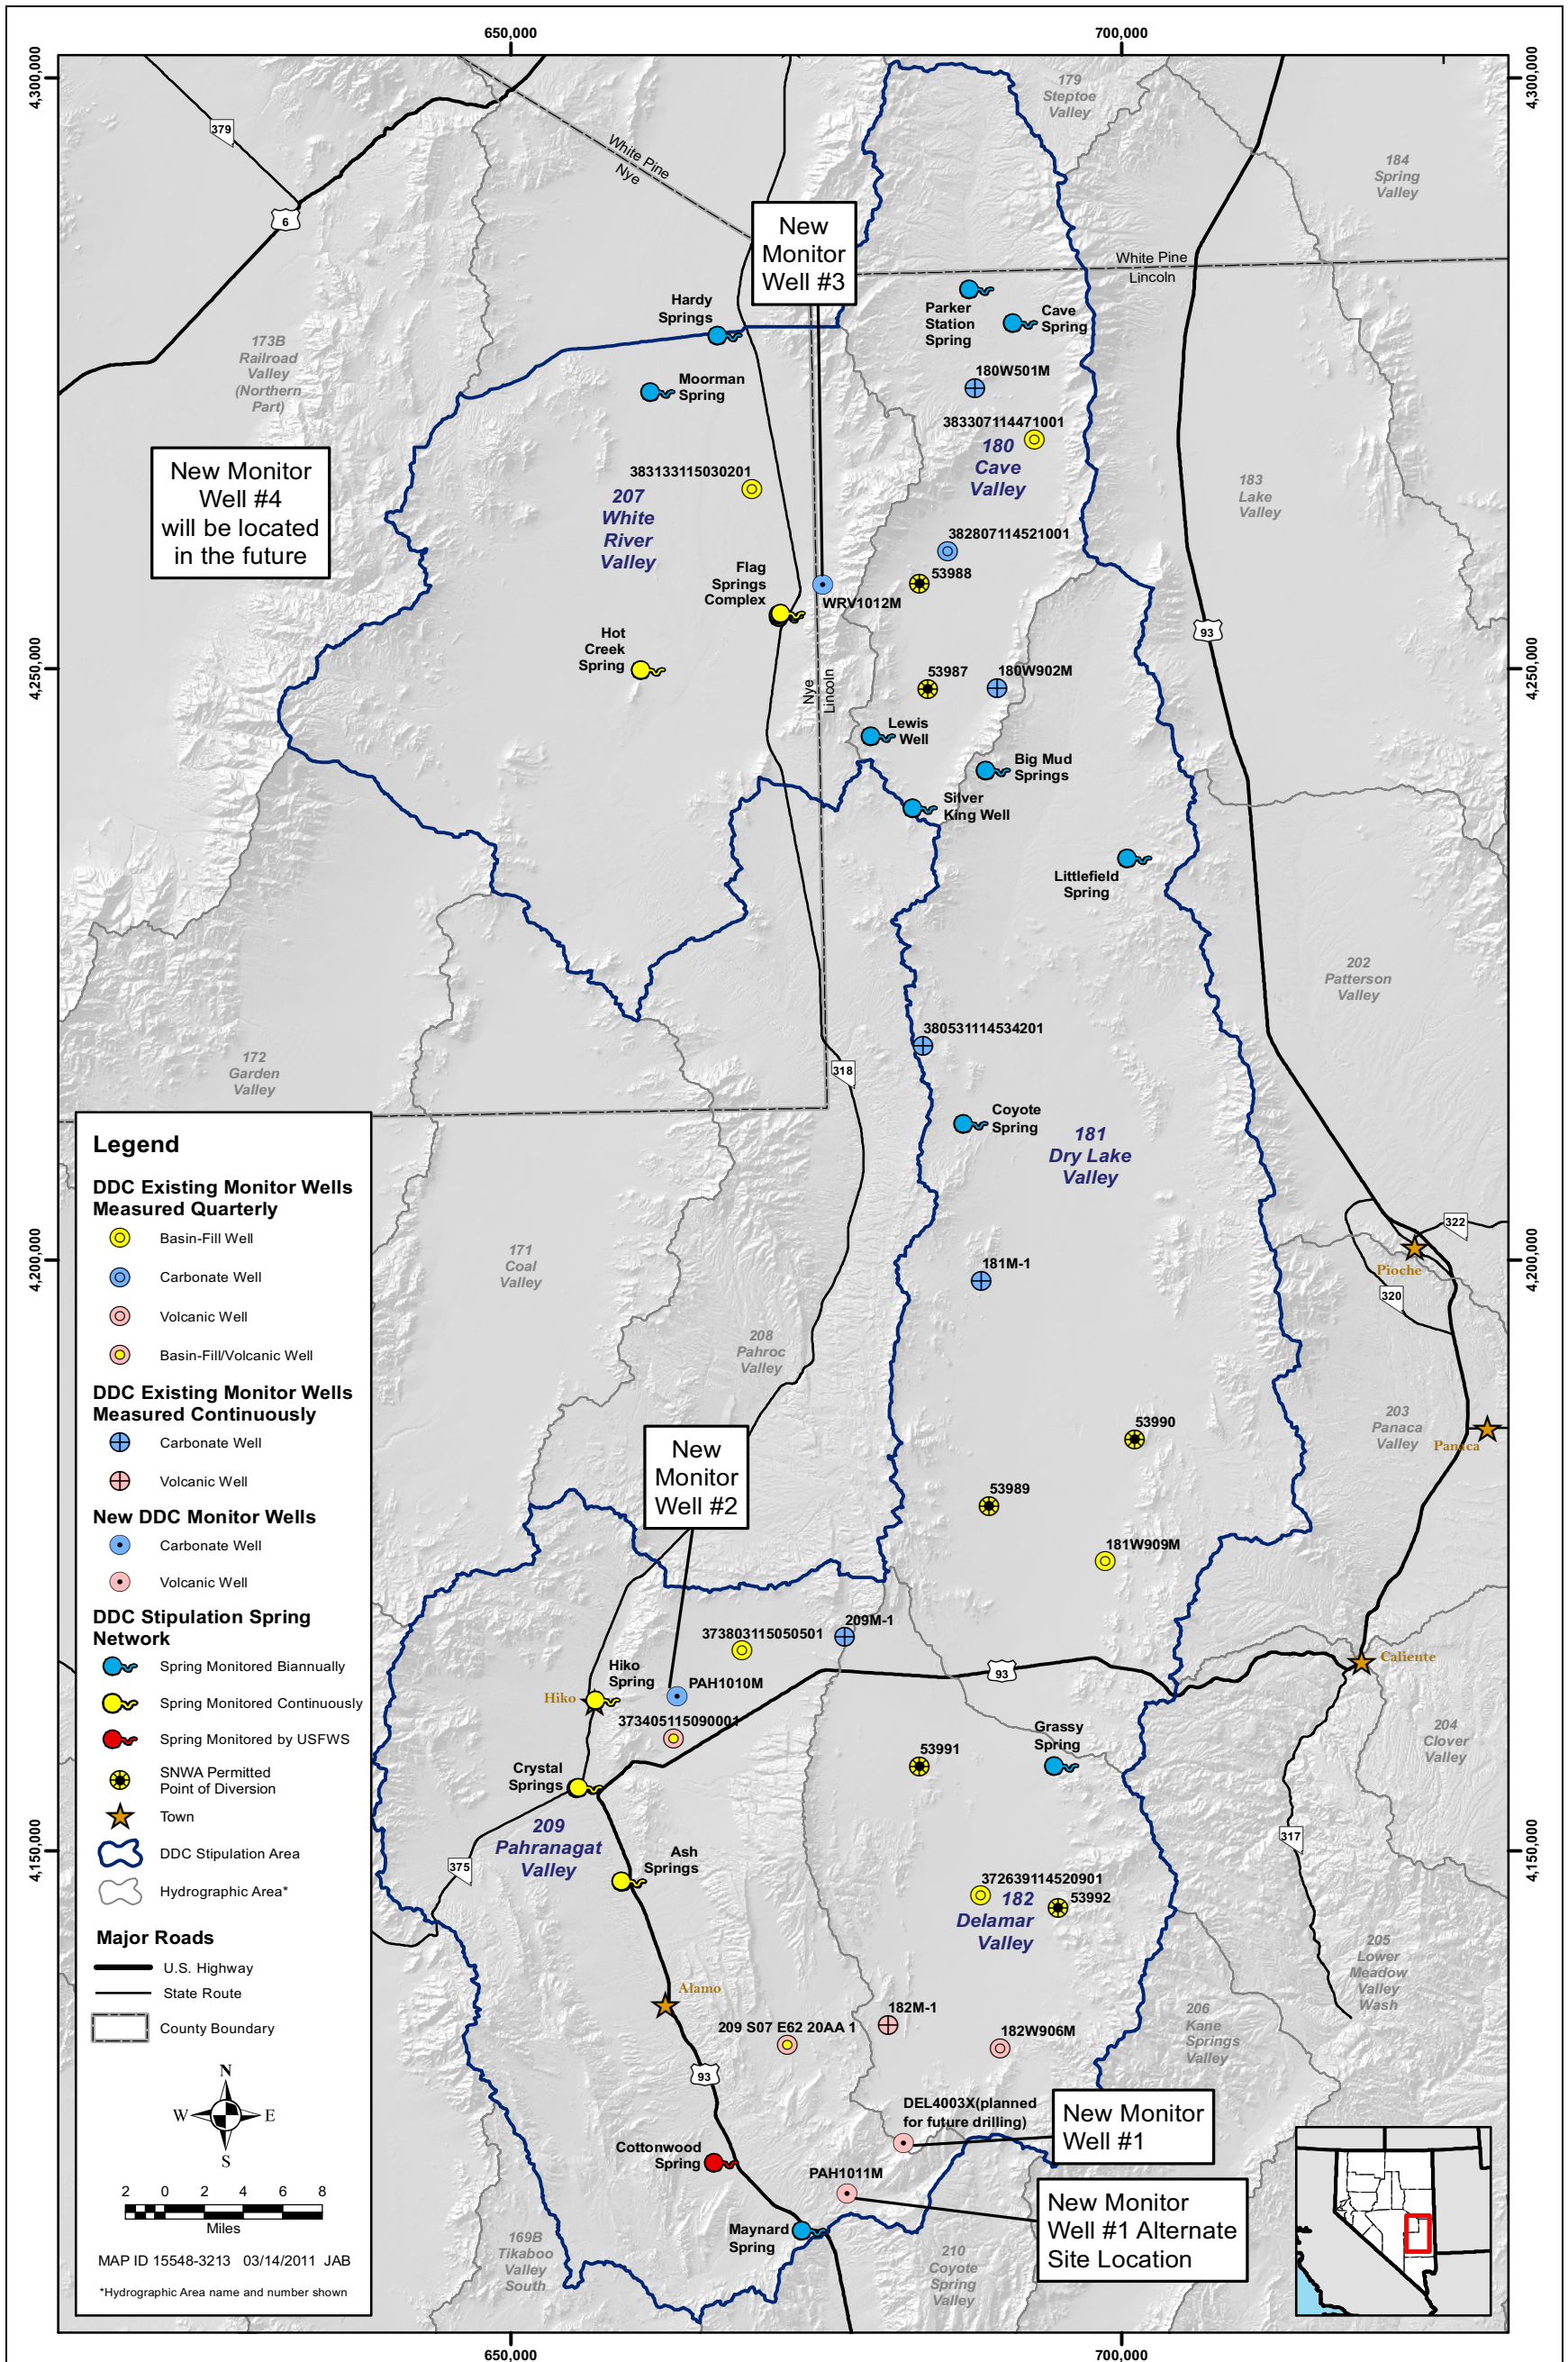 650,000
700,000
4,300,000
4,300,000
179
Steptoe
Valley
379
White Pine
Nye
184
Spring
Valley
6
New
Monitor
Well #3
White Pine
Lincoln
Hardy
Springs
Parker
Station
Spring
Cave
Spring
173B
Railroad
Valley
(Northern
Part)
180W501M
Moorman
Spring
383307114471001
180
Cave
Valley
New Monitor
Well #4
will be located
in the future
383133115030201
207
White
River
Valley
183
Lake
Valley
382807114521001
53988
Flag
Springs
Complex
WRV1012M
93
Hot
Creek
Spring
4,250,000
4,250,000
Nye
Lincoln
53987
180W902M
Lewis
Well
Big Mud
Springs
Silver
King Well
Littlefield
Spring
202
Patterson
Valley
380531114534201
172
Garden
Valley
318
Coyote
Spring
181
Dry Lake
Valley
322
Pioche
320
4,200,000
171
Coal
Valley
181M-1
208
Pahroc
Valley
203
Panaca
Valley
Panaca
53990
New
Monitor
Well #2
53989
181W909M
373803115050501
209M-1
Hiko
Spring
PAH1010M
Hiko
93
Caliente
373405115090001
Grassy
Spring
204
Clover
Valley
53991
Crystal
Springs
209
Pahranagat
Valley
317
4,150,000
4,150,000
375
Ash
Springs
372639114520901
182
Delamar
Valley
53992
205
Lower
Meadow
Valley
Wash
Alamo
182M-1
209 S07 E62 20AA 1
182W906M
206
Kane
Springs
Valley
93
DEL4003X(planned
for future drilling)
New Monitor
Well #1
Cottonwood
Spring
PAH1011M
New Monitor
Well #1 Alternate
Site Location
Maynard
Spring
169B
Tikaboo
Valley
South
210
Coyote
Spring
Valley
650,000
700,000
Legend
DDC Existing Monitor Wells
Measured Quarterly
Basin-Fill Well
Carbonate Well
Volcanic Well
Basin-Fill/Volcanic Well
DDC Existing Monitor Wells
Measured Continuously
Carbonate Well
Volcanic Well
New DDC Monitor Wells
Carbonate Well
Volcanic Well
DDC Stipulation Spring
Network
Spring Monitored Biannually
Spring Monitored Continuously
Spring Monitored by USFWS
SNWA Permitted
Point of Diversion
Town
DDC Stipulation Area
Hydrographic Area*
Major Roads
U.S. Highway
State Route
County Boundary
N
W E
S
2 0 2 4 6 8
Miles
MAP ID 15548-3213 03/14/2011 JAB
*Hydrographic Area name and number shown
4,200,000